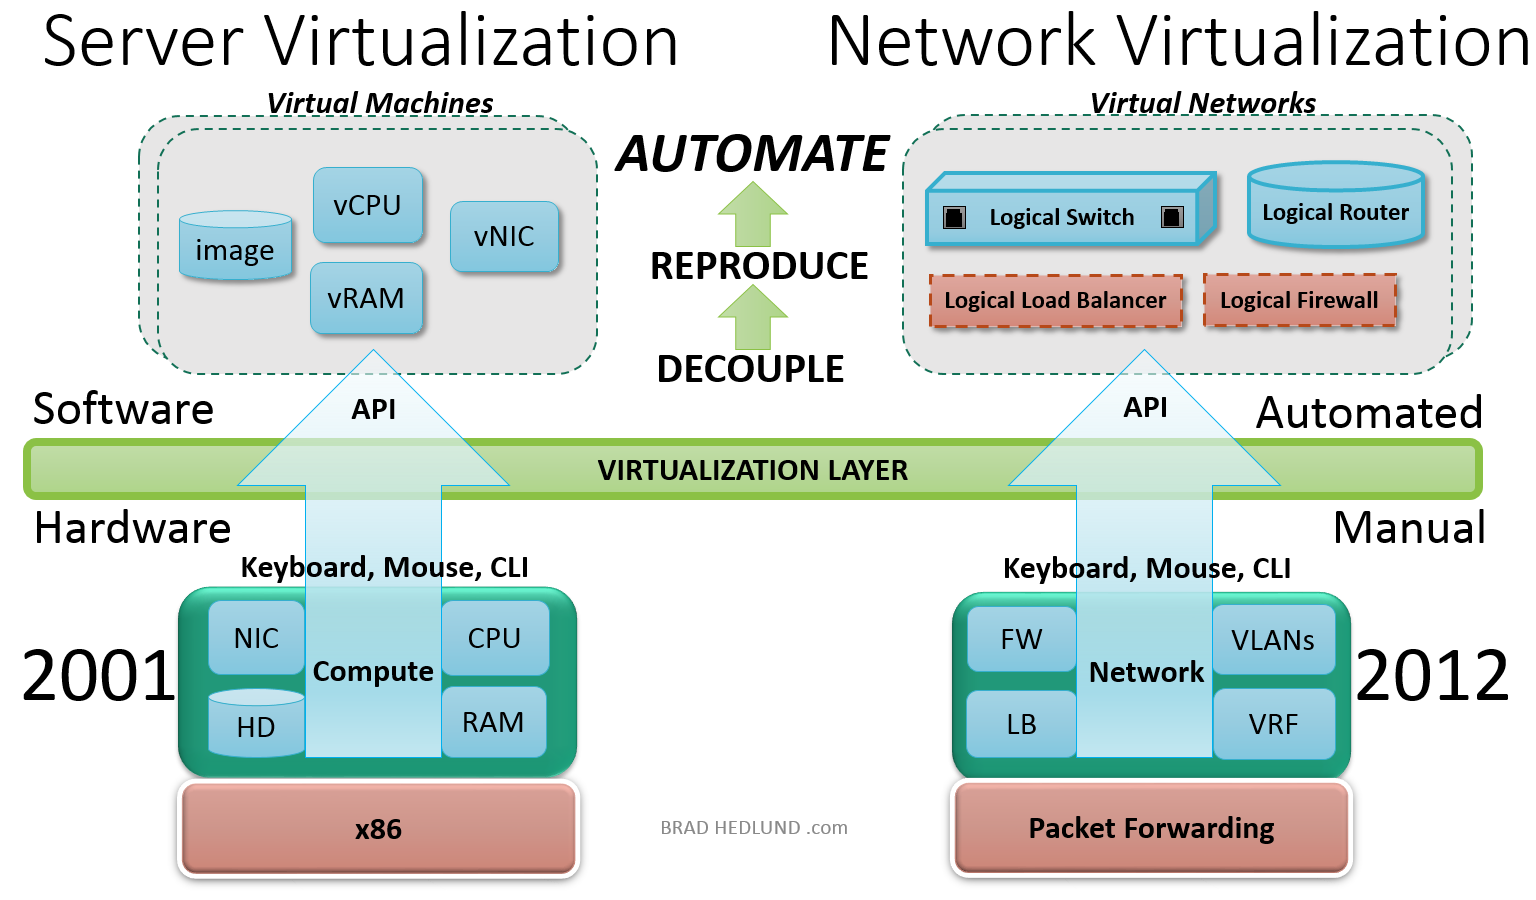 Server Virtualization
Network Virtualization
Virtual Machines
Virtual Networks
AUTOMATE
REPRODUCE
DECOUPLE
image
vCPU
vRAM
vNIC
Logical Switch
Logical Router
Logical Load Balancer
Logical Firewall
API
API
Software
Automated
VIRTUALIZATION LAYER
Hardware
Manual
Keyboard, Mouse, CLI
Keyboard, Mouse, CLI
2001
NIC
CPU
Compute
HD
RAM
FW
VLANs
Network
LB
VRF
2012
x86
BRAD HEDLUND .com
Packet Forwarding